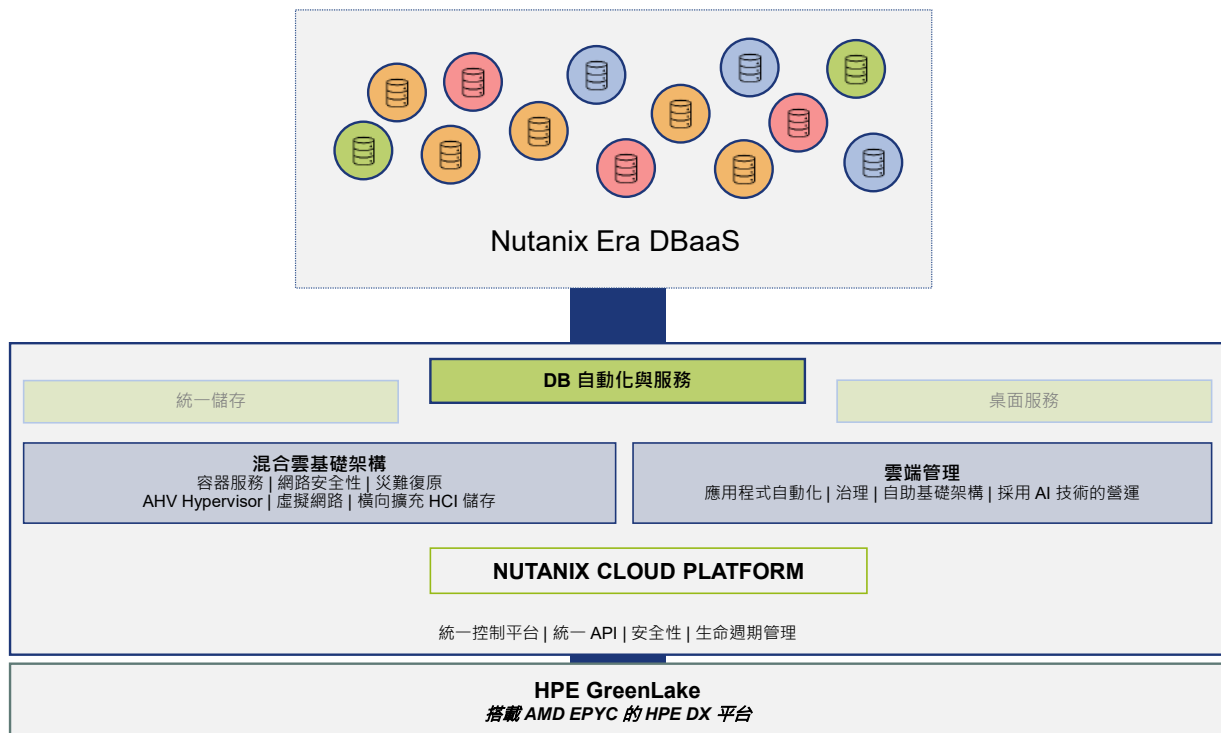 Nutanix Era DBaaS
DB 自動化與服務
統一儲存
桌面服務
混合雲基礎架構
容器服務 | 網路安全性 | 災難復原
AHV Hypervisor | 虛擬網路 | 橫向擴充 HCI 儲存
雲端管理
應用程式自動化 | 治理 | 自助基礎架構 | 採用 AI 技術的營運
NUTANIX CLOUD PLATFORM
統一控制平台 | 統一 API | 安全性 | 生命週期管理
HPE GreenLake
搭載 AMD EPYC 的 HPE DX 平台